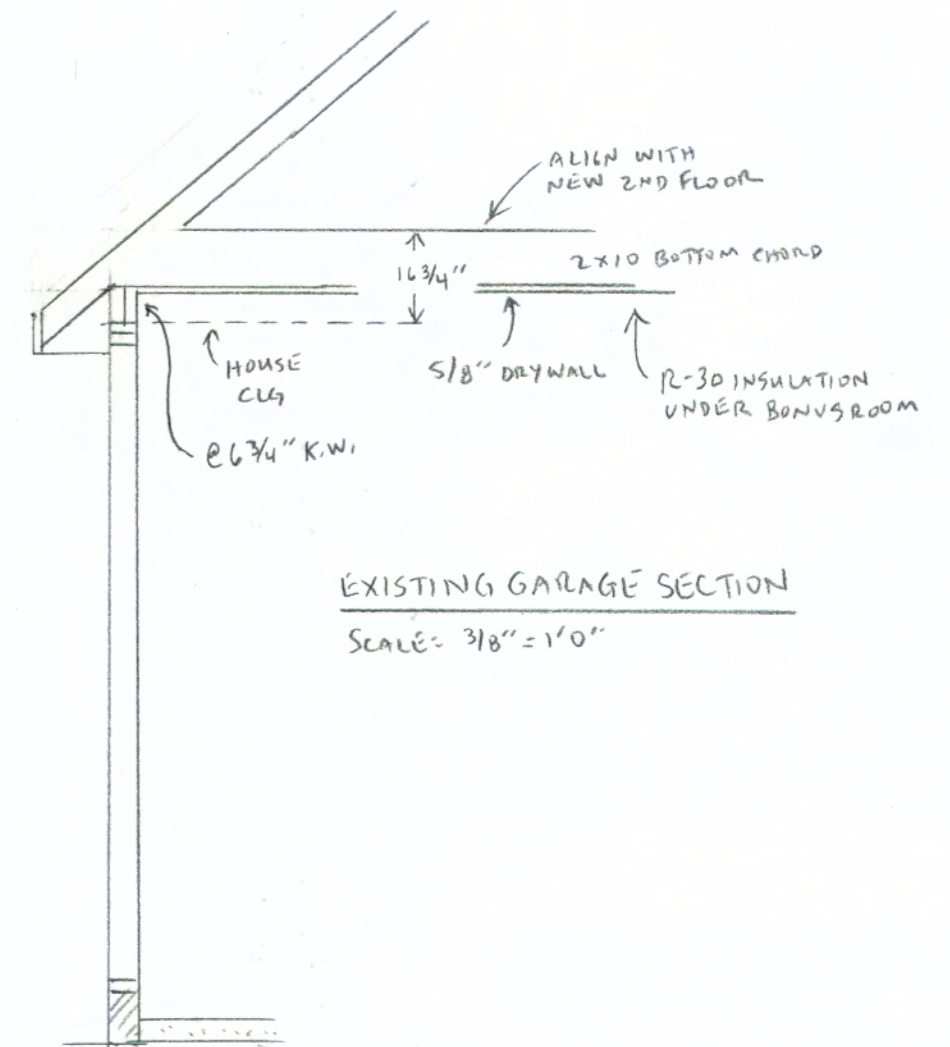 ALIGN WITH
NEW 2ND FLOOR
16 3/4"
2x10 BOTTOM CHORD
HOUSE
CLG
5/8" DRYWALL
R-30 INSULATION
UNDER BONUSROOM
@ 6 3/4" K.W.
EXISTING GARAGE SECTION
SCALE: 3/8" = 1'0"